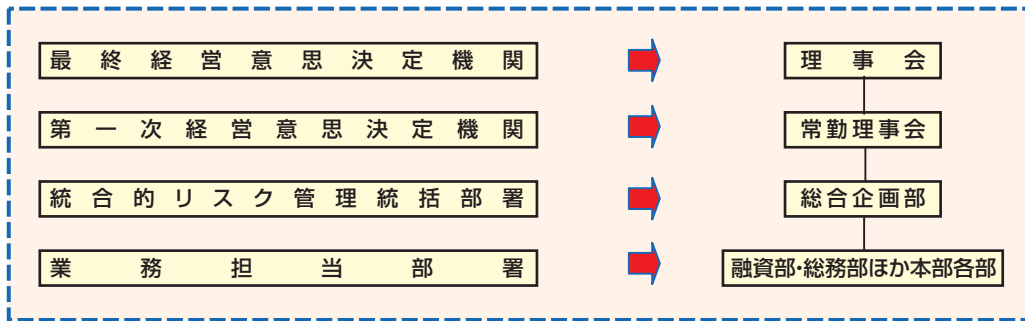 最終経営意思決定機関
理事会
第一次経営意思決定機関
常勤理事会
統合的リスク管理統括部署
総合企画部
業務担当部署
融資部・総務部ほか本部各部